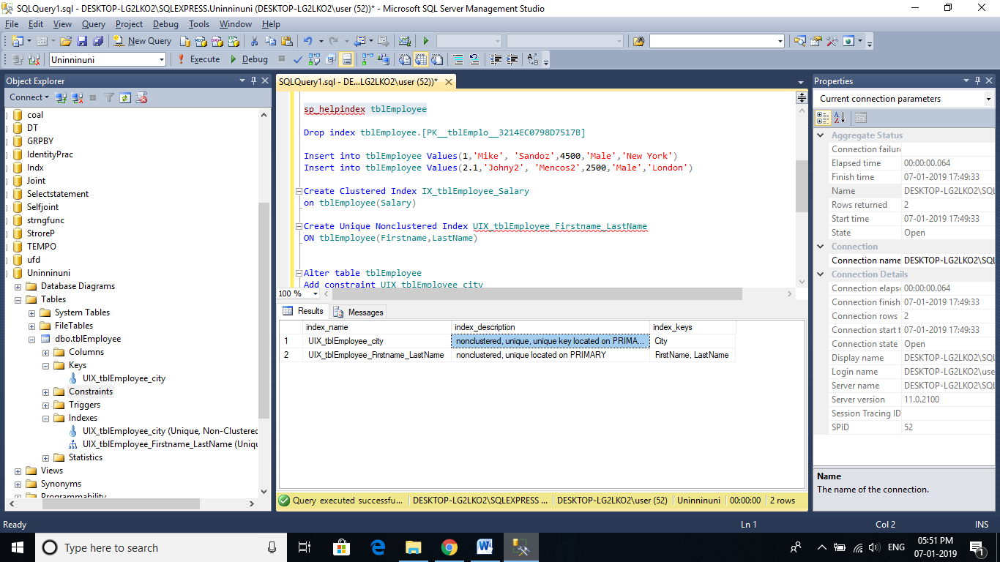 SQLQuery1.sql - DESKTOP-LG2LKO2\SQLEXPRESS.Uninninuni (DESKTOP-LG2LKO2\user (52))* - Microsoft SQL Server Management Studio
File Edit View Query Project Debug Tools Window Help
New Query
Uninninuni Execute Debug
Object Explorer
Connect
coal
DT
GRPBY
IdentityPrac
Indx
Joint
Selectstatement
Selfjoint
strngfunc
StroreP
TEMPO
ufd
Uninninuni
Database Diagrams
Tables
System Tables
FileTables
dbo.tblEmployee
Columns
Keys
UIX_tblEmployee_city
Constraints
Triggers
Indexes
UIX_tblEmployee_city (Unique, Non-Clustered
UIX_tblEmployee_Firstname_LastName (Uniqu
Statistics
Views
Synonyms
Programmability
SQLQuery1.sql - DE...LG2LKO2\user (52))*
sp_helpindex tblEmployee
Drop index tblEmployee.[PK__tblEmplo__3214EC0798D7517B]
Insert into tblEmployee Values(1,'Mike', 'Sandoz',4500,'Male','New York')
Insert into tblEmployee Values(2.1,'Johny2', 'Mencos2',2500,'Male','London')
Create Clustered Index IX_tblEmployee_Salary
on tblEmployee(Salary)
Create Unique Nonclustered Index UIX_tblEmployee_Firstname_LastName
ON tblEmployee(Firstname,LastName)
Alter table tblEmployee
Add constraint UIX_tblEmployee_city
100 %
Results Messages
index_name index_description index_keys
1 UIX_tblEmployee_city nonclustered, unique, unique key located on PRIMA... City
2 UIX_tblEmployee_Firstname_LastName nonclustered, unique located on PRIMARY FirstName, LastName
Query executed successfu... DESKTOP-LG2LKO2\SQLEXPRESS ... DESKTOP-LG2LKO2\user (52) Uninninuni 00:00:00 2 rows
Properties
Current connection parameters
Aggregate Status
Connection failure
Elapsed time 00:00:00.064
Finish time 07-01-2019 17:49:33
Name DESKTOP-LG2LKO2\SQL
Rows returned 2
Start time 07-01-2019 17:49:33
State Open
Connection
Connection name DESKTOP-LG2LKO2\SQL
Connection Details
Connection elapse 00:00:00.064
Connection finish 07-01-2019 17:49:33
Connection rows 2
Connection start t 07-01-2019 17:49:33
Connection state Open
Display name DESKTOP-LG2LKO2\SQL
Login name DESKTOP-LG2LKO2\use
Server name DESKTOP-LG2LKO2\SQL
Server version 11.0.2100
Session Tracing ID
SPID 52
Name
The name of the connection.
Ready Ln 1 Col 2 INS
Type here to search
ENG 05:51 PM
07-01-2019
1